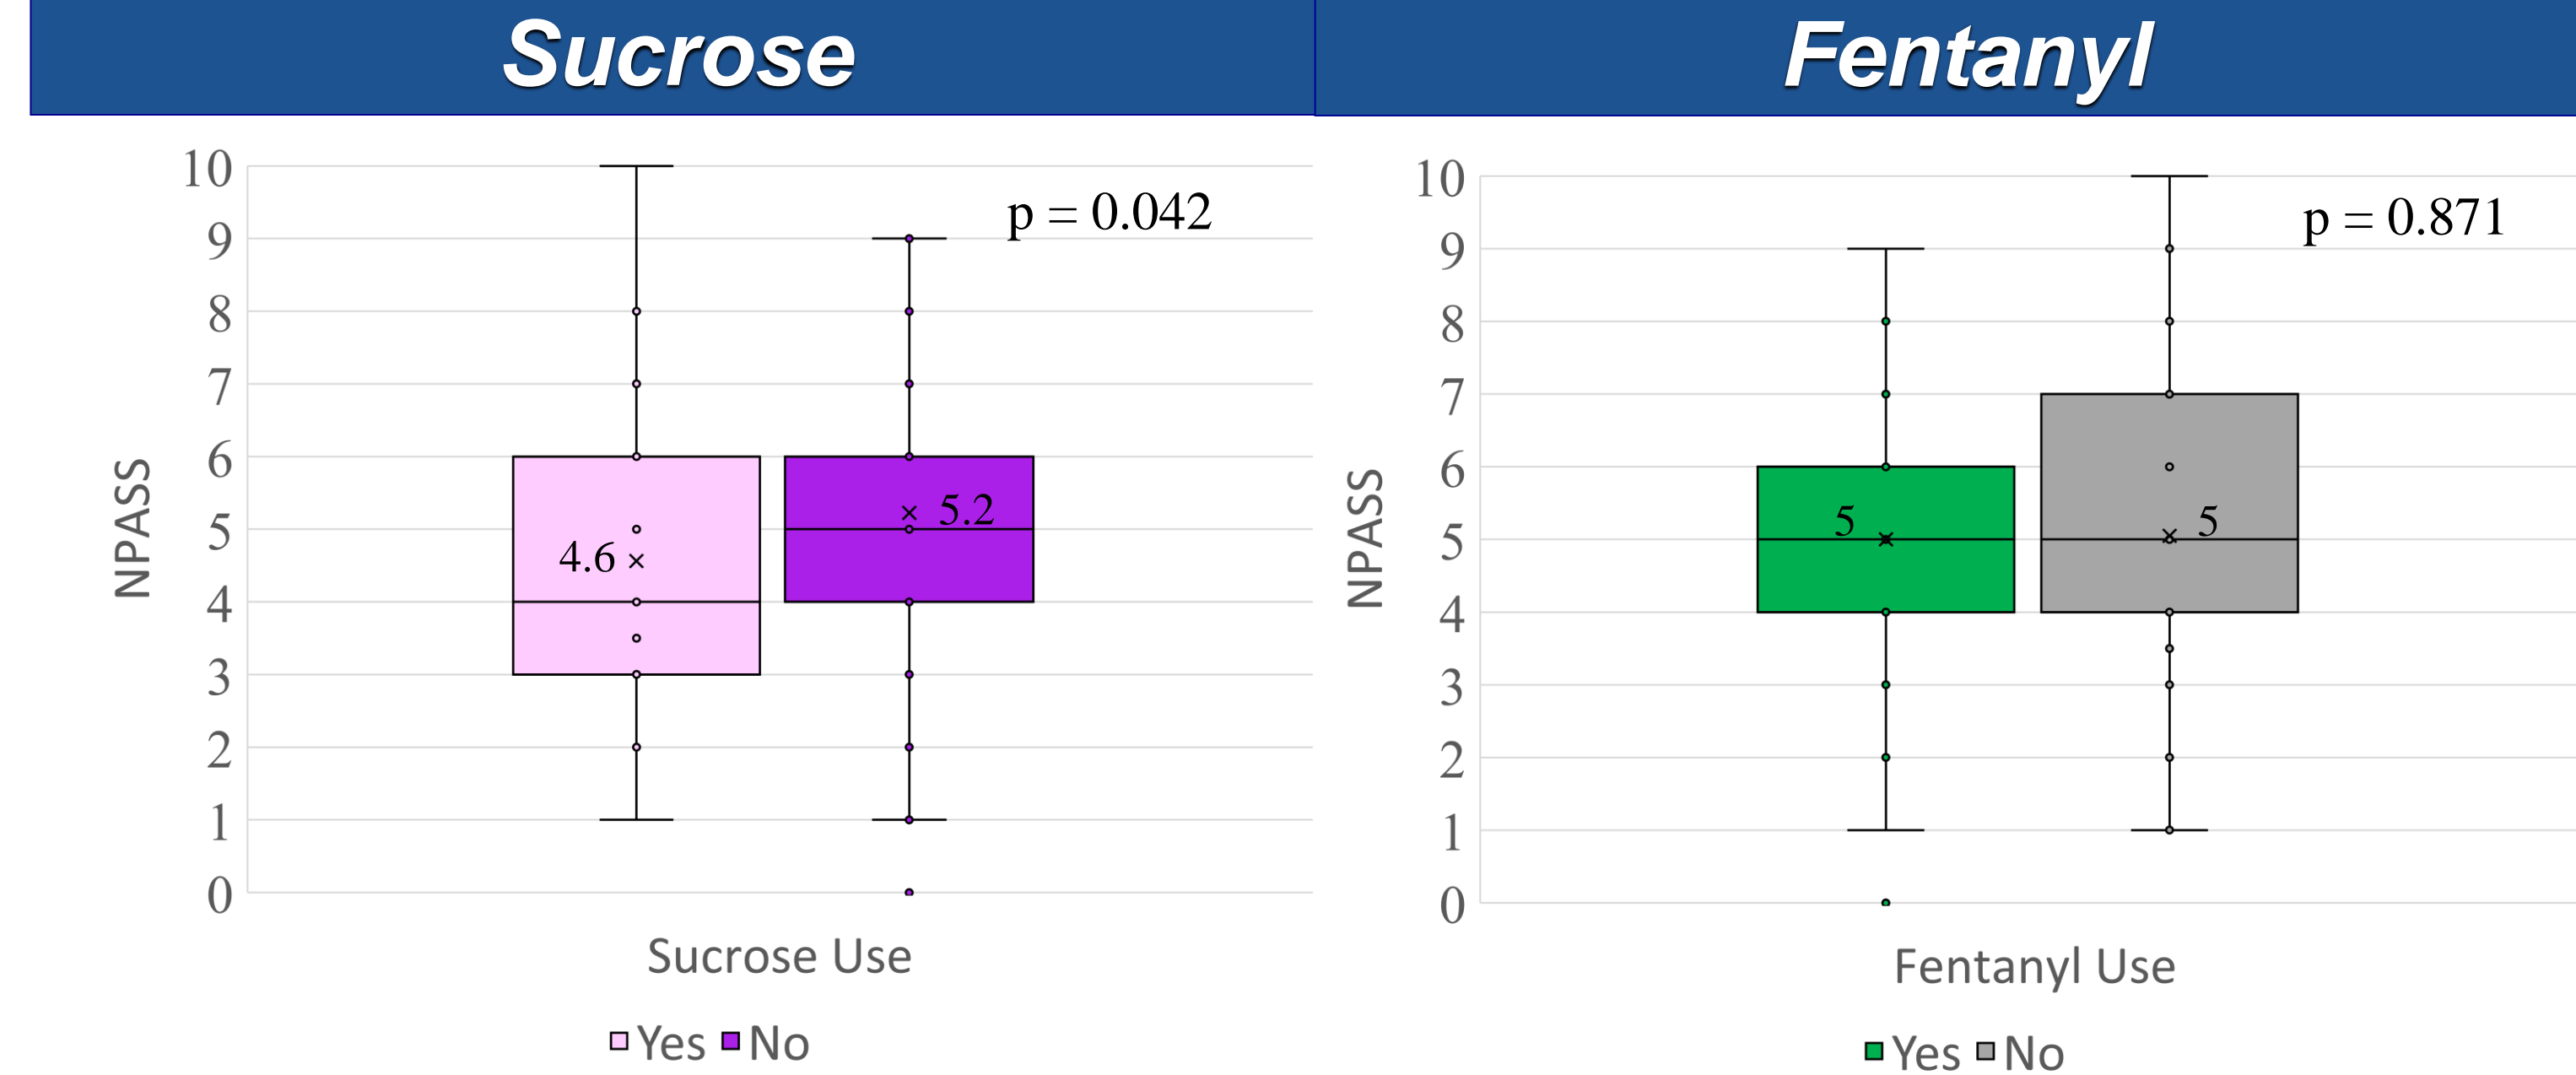 Sucrose
Fentanyl
10
9
8
7
6
5
4
3
2
1
0
NPASS
p = 0.042
4.6
5.2
Sucrose Use
Yes No
10
9
8
7
6
5
4
3
2
1
0
NPASS
p = 0.871
5
5
Fentanyl Use
Yes No